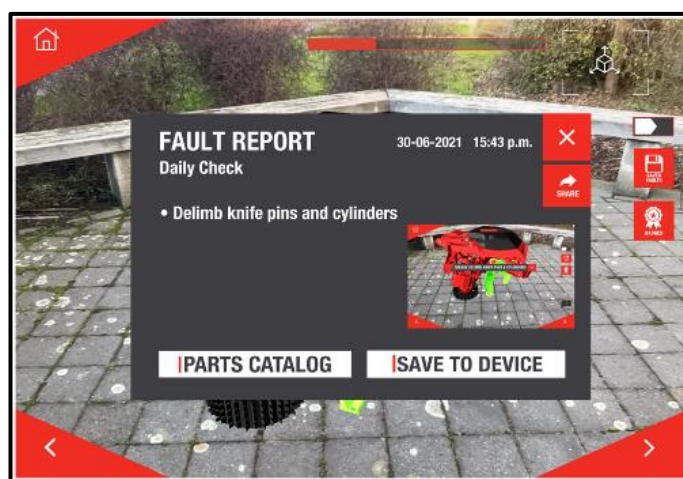 FAULT REPORT
30-06-2021 15:43 p.m.
Daily Check
SHARE
• Delimb knife pins and cylinders
PARTS CATALOG
SAVE TO DEVICE